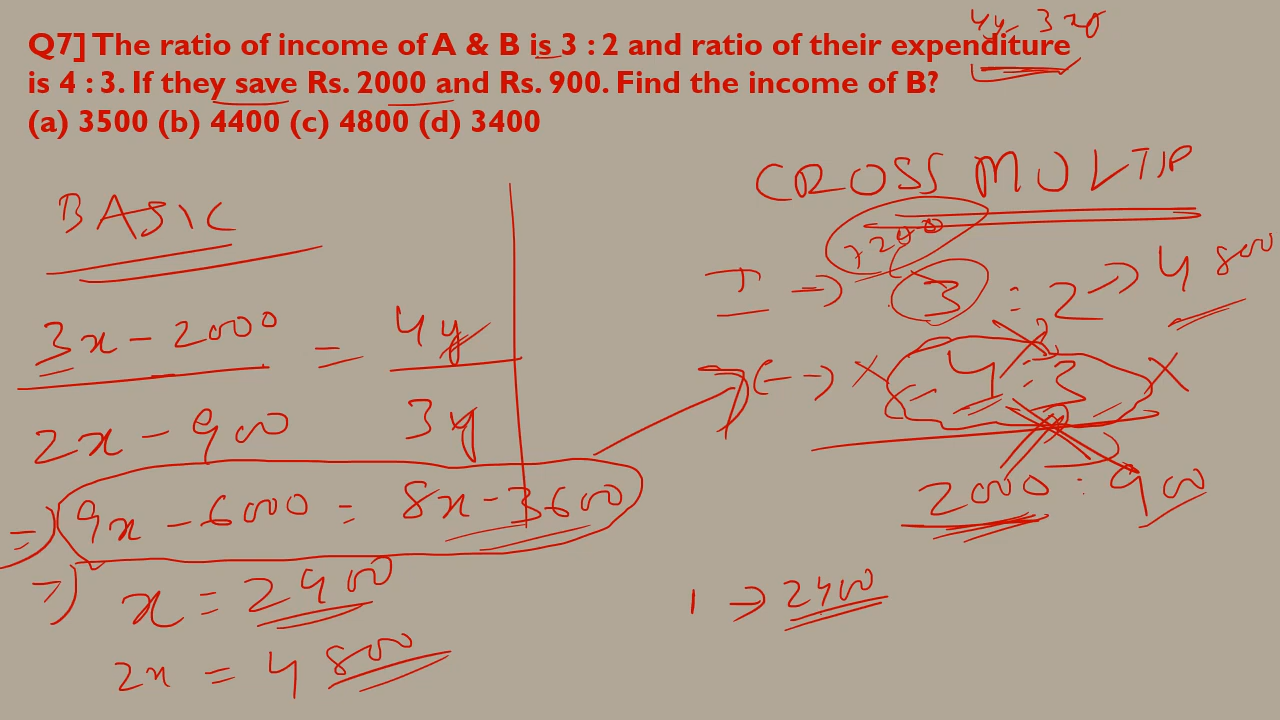 Q7] The ratio of income of A & B is 3 : 2 and ratio of their expenditure
is 4 : 3. If they save Rs. 2000 and Rs. 900. Find the income of B?
(a) 3500 (b) 4400 (c) 4800 (d) 3400
4y 3
BASIC
3x - 2000 = 4y
2x - 900 3y
=> 9x - 6000 = 8x - 3600
=> x = 2400
2x = 4800
CROSS MULTIP
7200
I -> 3 : 2 -> 4800
E -> x 4 : 3 x
2000 : 900
1 -> 2400